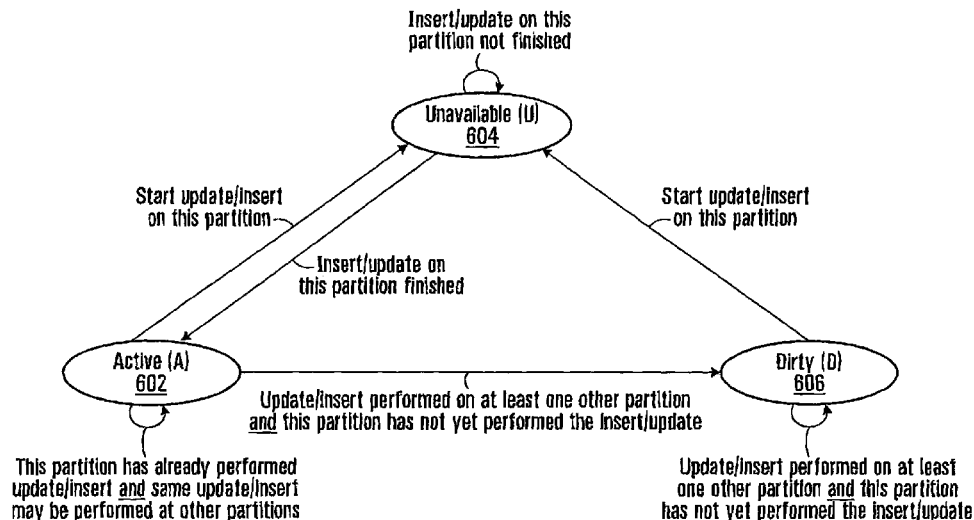 Insert/update on this
partition not finished
Unavailable (U)
604
Start update/insert
on this partition
Start update/insert
on this partition
Insert/update on
this partition finished
Active (A)
602
Dirty (D)
606
Update/insert performed on at least one other partition
and this partition has not yet performed the insert/update
This partition has already performed
update/insert and same update/insert
may be performed at other partitions
Update/insert performed on at least
one other partition and this partition
has not yet performed the insert/update